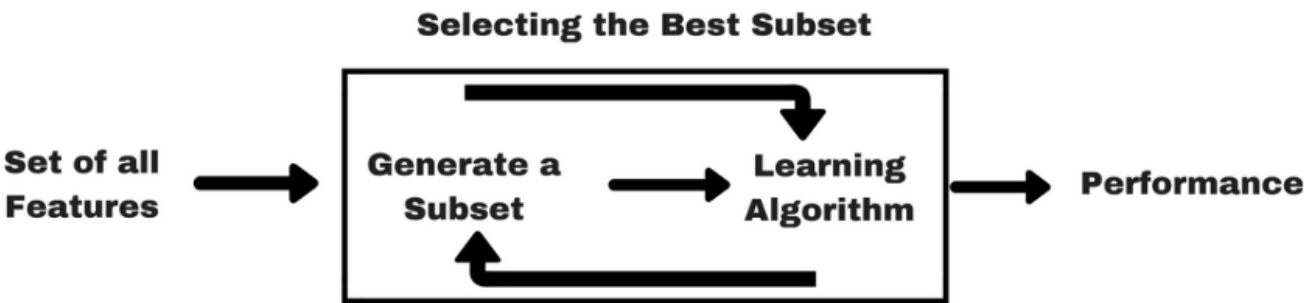 Selecting the Best Subset
Set of all
Features
Generate a
Subset
Learning
Algorithm
Performance